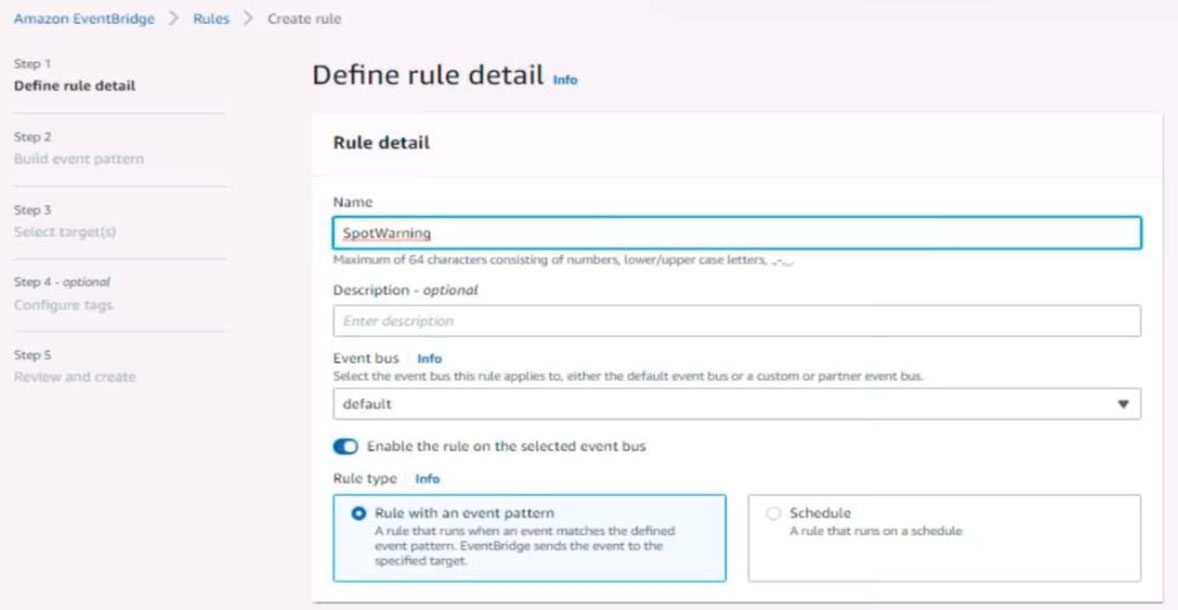 Amazon EventBridge > Rules > Create rule
Step 1
Define rule detail
Step 2
Build event pattern
Step 3
Select target(s)
Step 4 - optional
Configure tags
Step 5
Review and create
Define rule detail Info
Rule detail
Name
SpotWarning
Maximum of 64 characters consisting of numbers, lower/upper case letters, .,-,_.
Description - optional
Enter description
Event bus Info
Select the event bus this rule applies to, either the default event bus or a custom or partner event bus.
default
Enable the rule on the selected event bus
Rule type Info
Rule with an event pattern
A rule that runs when an event matches the defined
event pattern. EventBridge sends the event to the
specified target.
Schedule
A rule that runs on a schedule